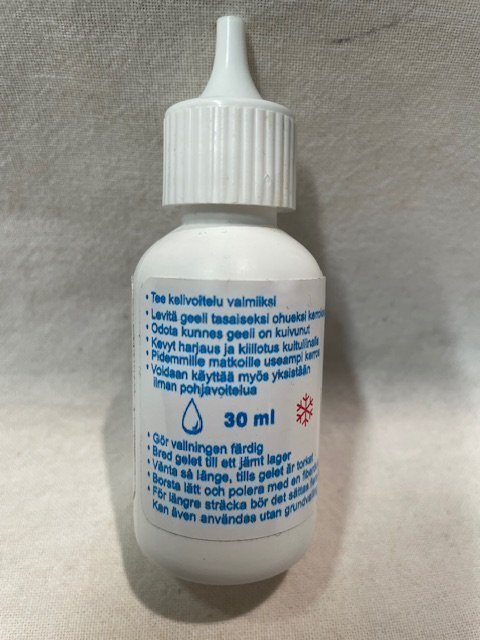 • Tee kelivoitelu valmiiksi
• Levitä geeli tasaiseksi ohueksi
• Odota kunnes geeli on kuivunut
• Kevyt harjaus ja kiillotus kuitulinalla
• Pidemmille matkoille useampi kerros
• Voidaan käyttää myös yksistään
ilman pohjavoitelua
30 ml
• Gör vallningen färdig
• Bred gelet till ett jämt lager
• Vänta så länge, tills gelet är torkat
• Borsta lätt och polera med en
• För längre sträcka bör det sättas
Kan även användas utan